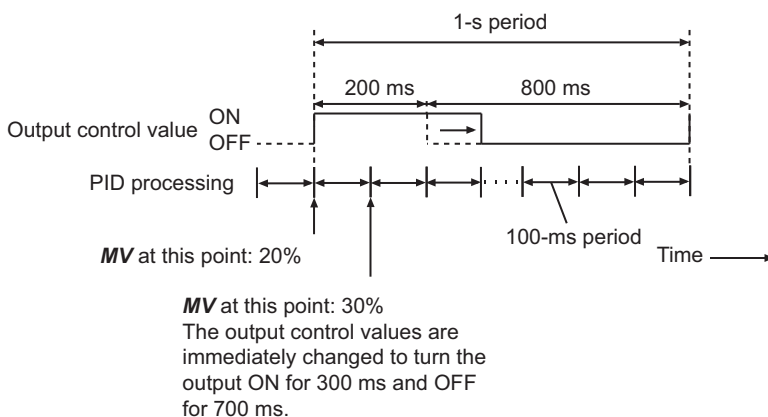 1-s period
200 ms
800 ms
Output control value
ON
OFF
PID processing
100-ms period
Time
MV at this point: 20%
MV at this point: 30%
The output control values are
immediately changed to turn the
output ON for 300 ms and OFF
for 700 ms.